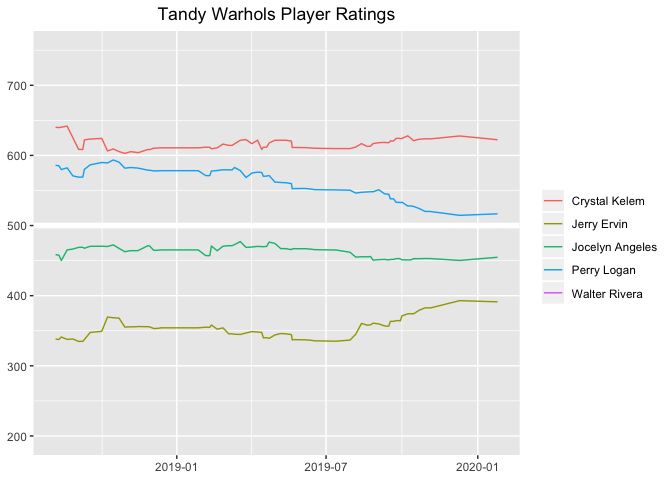 Tandy Warhols Player Ratings
700
600
500
400
300
200
2019-01
2019-07
2020-01
Crystal Kelem
Jerry Ervin
Jocelyn Angeles
Perry Logan
Walter Rivera